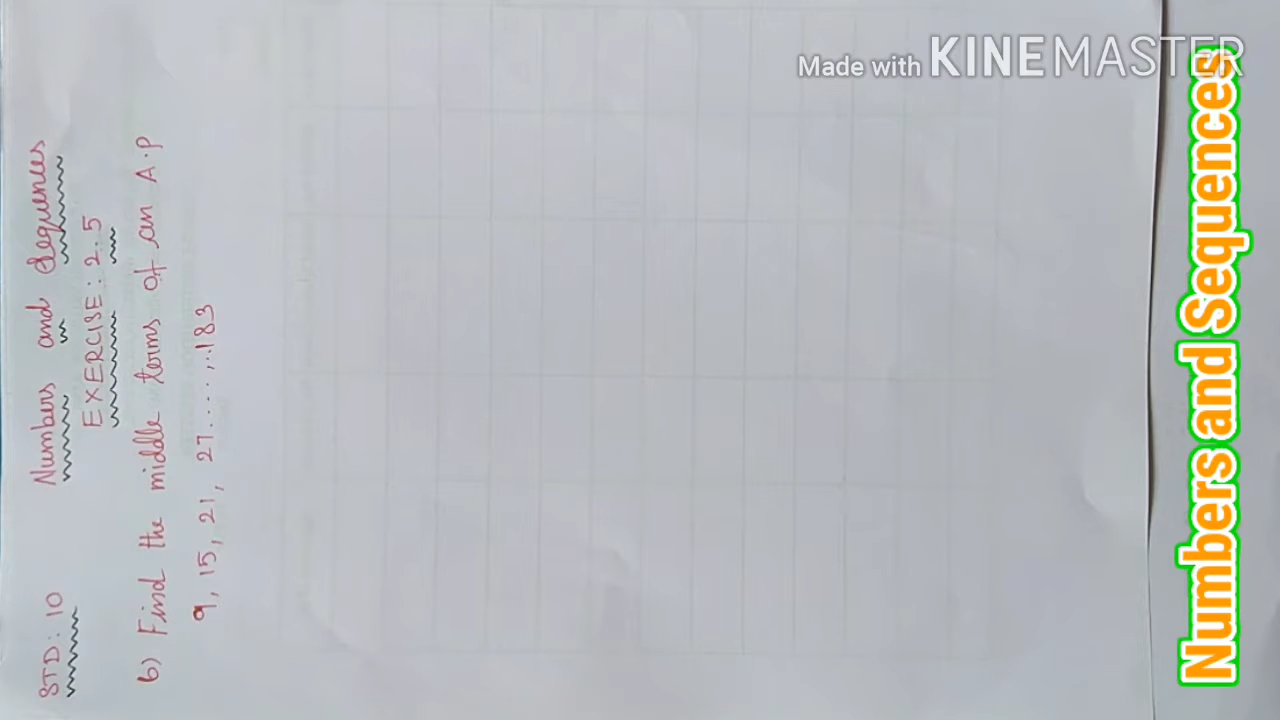 STD: 10 Numbers and Sequences
EXERCISE: 2.5
6) Find the middle terms of an A.P
9, 15, 21, 27......,183
Made with KINEMASTER
Numbers and Sequences